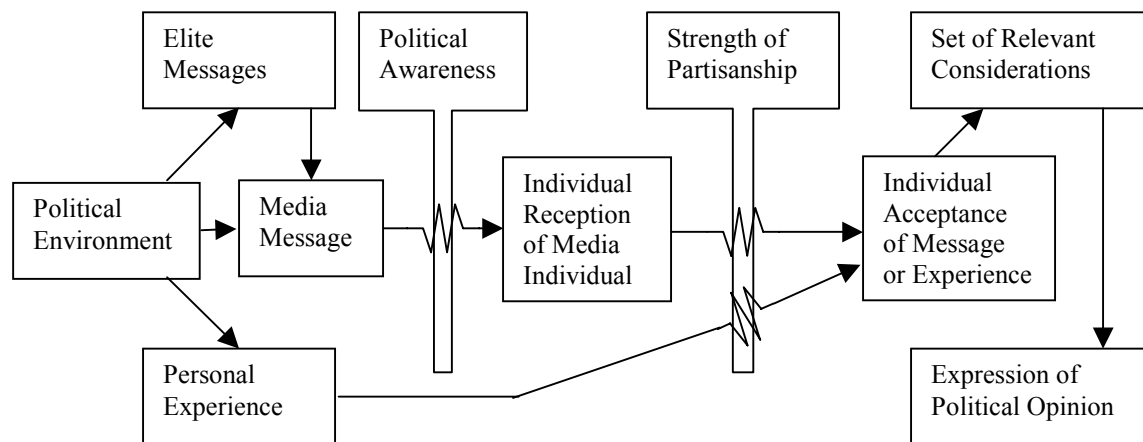 Elite
Messages
Political
Awareness
Strength of
Partisanship
Set of Relevant
Considerations
Political
Environment
Media
Message
Individual
Reception
of Media
Individual
Individual
Acceptance
of Message
or Experience
Personal
Experience
Expression of
Political Opinion